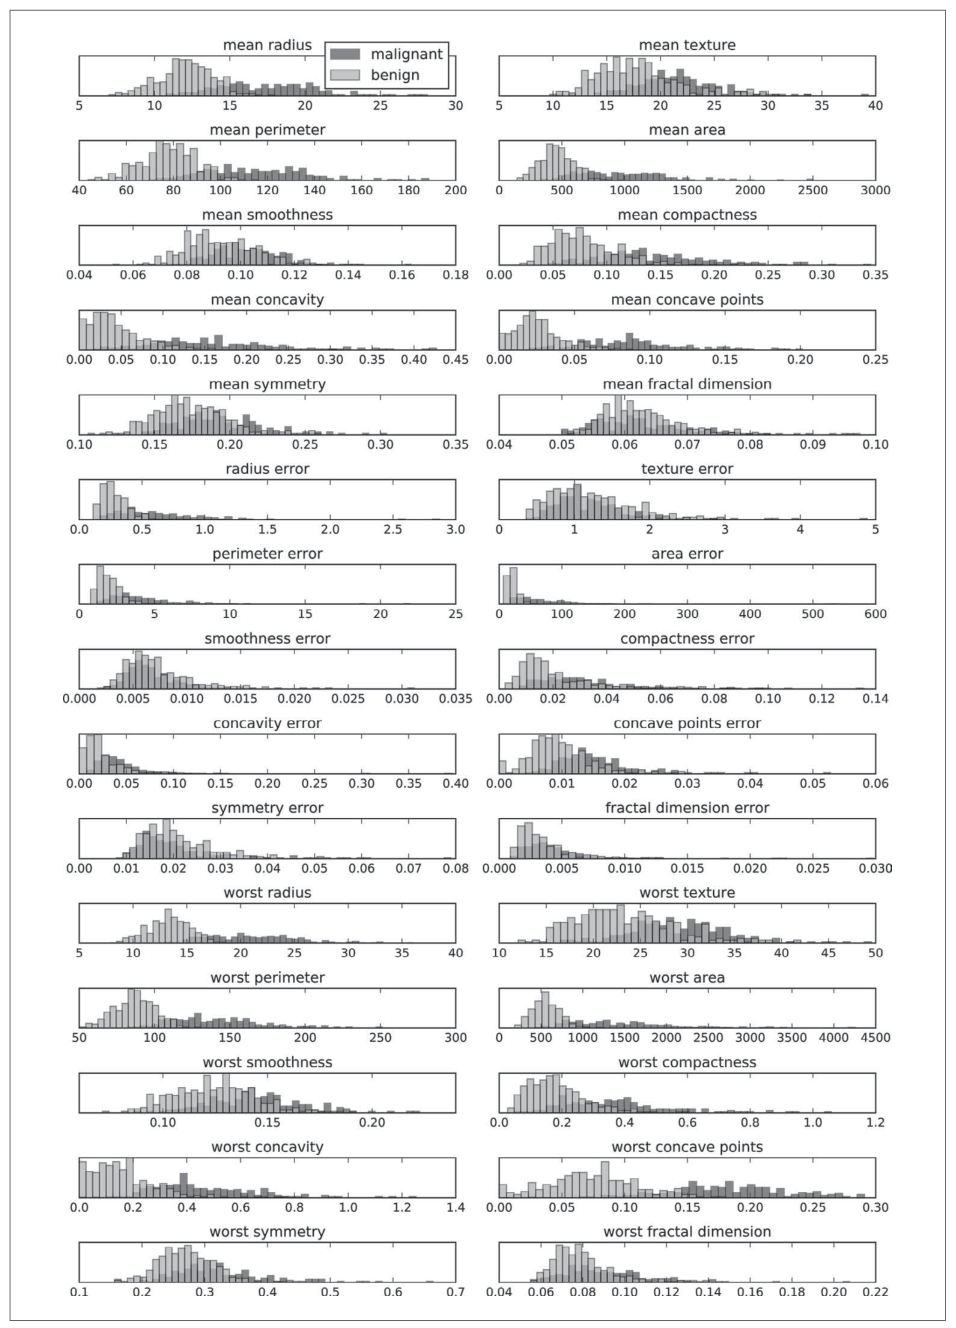 mean radius
malignant
benign
5 10 15 20 25 30
mean texture
5 10 15 20 25 30 35 40
mean perimeter
40 60 80 100 120 140 160 180 200
mean area
0 500 1000 1500 2000 2500 3000
mean smoothness
0.04 0.06 0.08 0.10 0.12 0.14 0.16 0.18
mean compactness
0.00 0.05 0.10 0.15 0.20 0.25 0.30 0.35
mean concavity
0.00 0.05 0.10 0.15 0.20 0.25 0.30 0.35 0.40 0.45
mean concave points
0.00 0.05 0.10 0.15 0.20 0.25
mean symmetry
0.10 0.15 0.20 0.25 0.30 0.35
mean fractal dimension
0.04 0.05 0.06 0.07 0.08 0.09 0.10
radius error
0.0 0.5 1.0 1.5 2.0 2.5 3.0
texture error
0 1 2 3 4 5
perimeter error
0 5 10 15 20 25
area error
0 100 200 300 400 500 600
smoothness error
0.000 0.005 0.010 0.015 0.020 0.025 0.030 0.035
compactness error
0.00 0.02 0.04 0.06 0.08 0.10 0.12 0.14
concavity error
0.00 0.05 0.10 0.15 0.20 0.25 0.30 0.35 0.40
concave points error
0.00 0.01 0.02 0.03 0.04 0.05 0.06
symmetry error
0.00 0.01 0.02 0.03 0.04 0.05 0.06 0.07 0.08
fractal dimension error
0.000 0.005 0.010 0.015 0.020 0.025 0.030
worst radius
5 10 15 20 25 30 35 40
worst texture
10 15 20 25 30 35 40 45 50
worst perimeter
50 100 150 200 250 300
worst area
0 500 1000 1500 2000 2500 3000 3500 4000 4500
worst smoothness
0.10 0.15 0.20
worst compactness
0.0 0.2 0.4 0.6 0.8 1.0 1.2
worst concavity
0.0 0.2 0.4 0.6 0.8 1.0 1.2 1.4
worst concave points
0.00 0.05 0.10 0.15 0.20 0.25 0.30
worst symmetry
0.1 0.2 0.3 0.4 0.5 0.6 0.7
worst fractal dimension
0.04 0.06 0.08 0.10 0.12 0.14 0.16 0.18 0.20 0.22